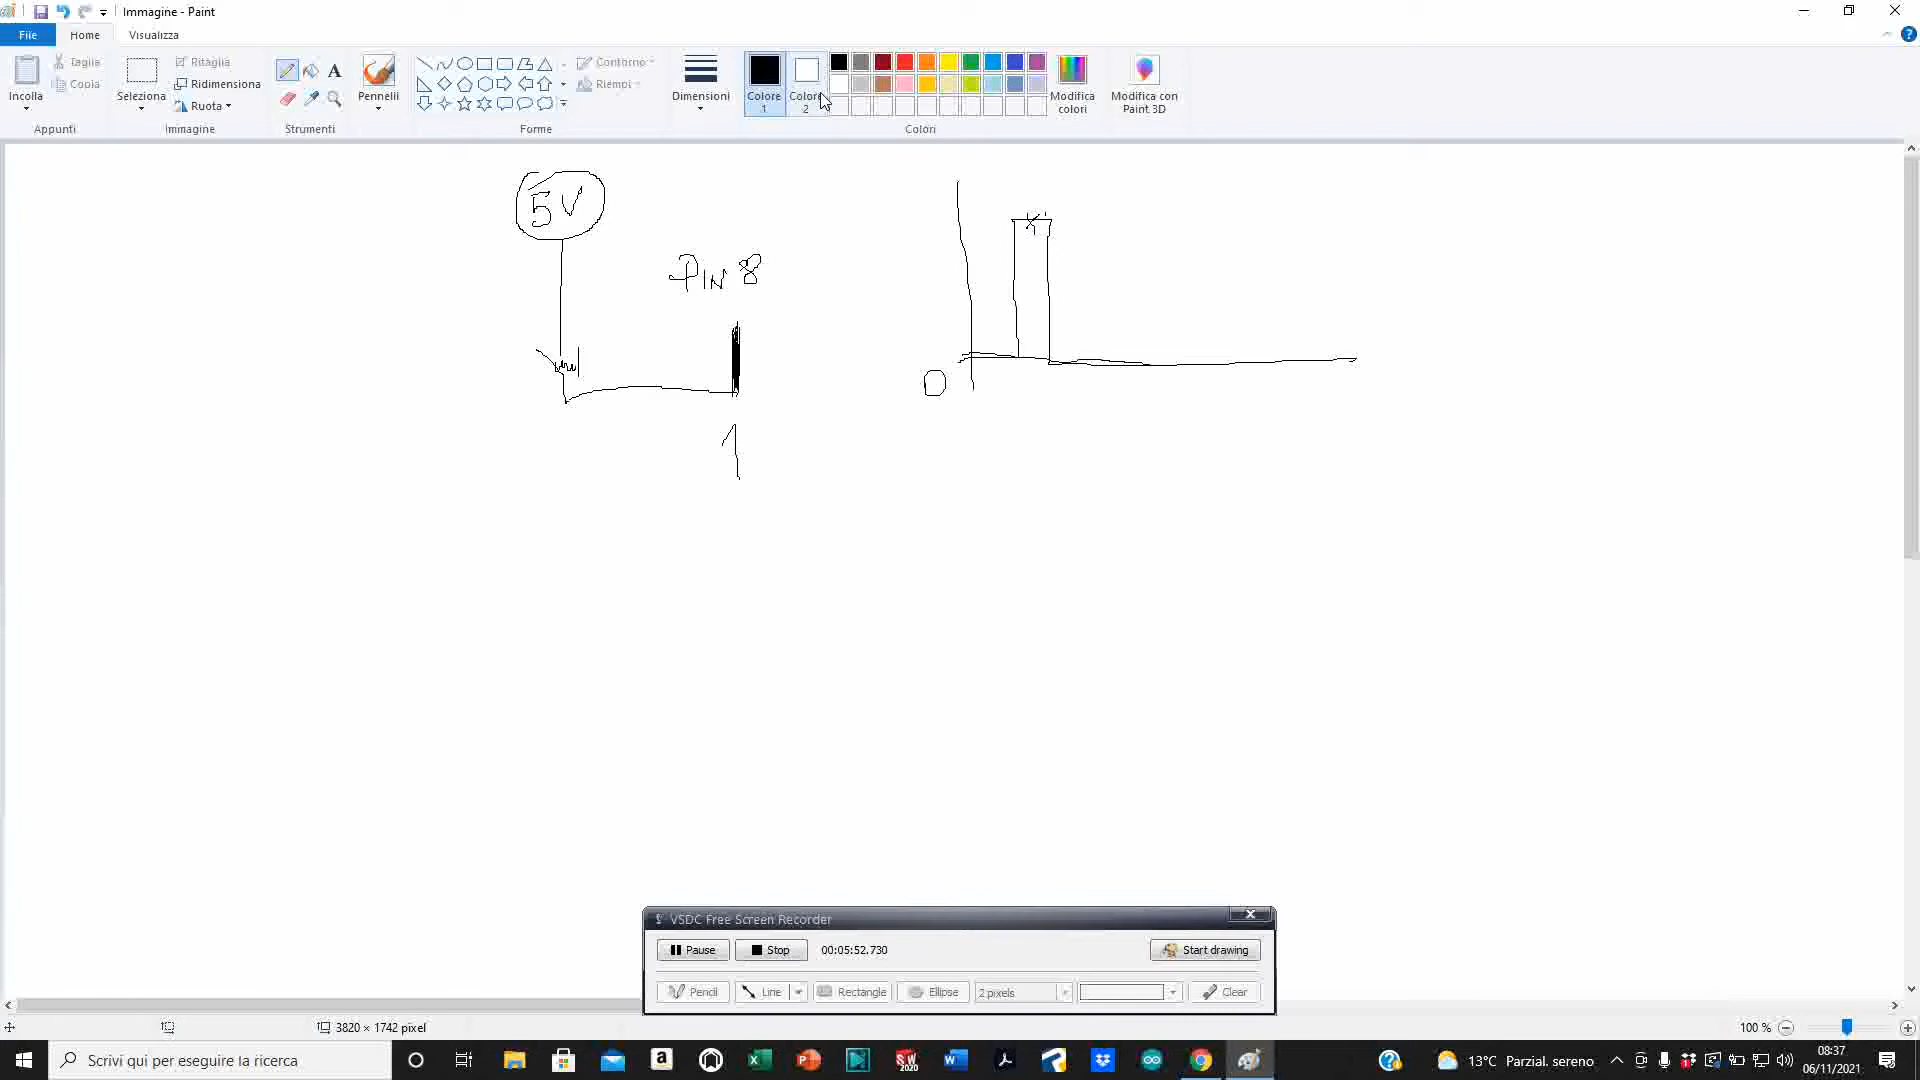 Immagine - Paint
File Home Visualizza
Incolla
Taglia
Copia
Appunti
Seleziona
Ritaglia
Ridimensiona
Ruota
Immagine
A
Strumenti
Pennelli
Contorno
Riempi
Forme
Dimensioni
Colore
1
Colore
2
Modifica
colori
Modifica con
Paint 3D
Colori
5V
PIN 8
1
0
VSDC Free Screen Recorder
Pause Stop 00:05:52.730 Start drawing
Pencil Line Rectangle Ellipse 2 pixels Clear
3820 × 1742 pixel
100 %
Scrivi qui per eseguire la ricerca
a
SW
2020
13°C Parzial. sereno
08:37
06/11/2021